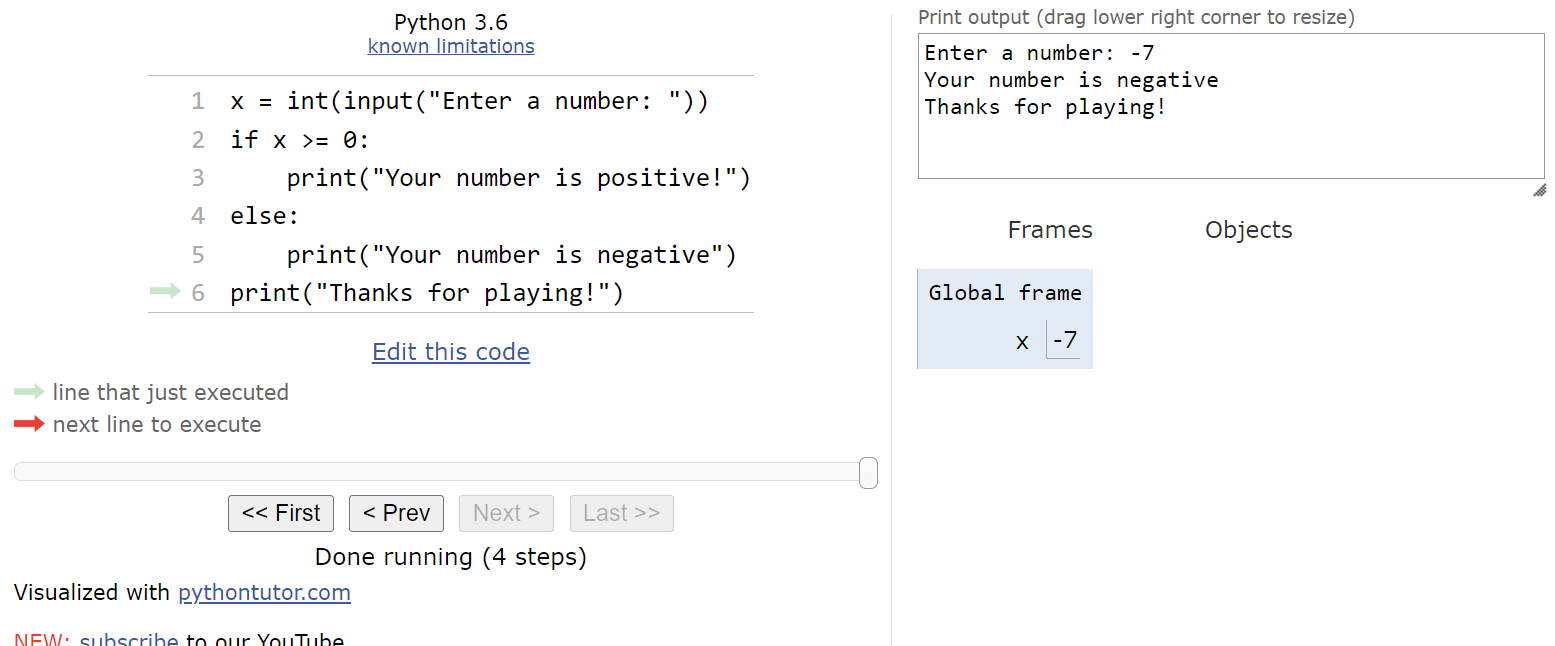 Python 3.6
known limitations
1 x = int(input("Enter a number: "))
2 if x >= 0:
3     print("Your number is positive!")
4 else:
5     print("Your number is negative")
6 print("Thanks for playing!")
Edit this code
line that just executed
next line to execute
<< First < Prev Next > Last >>
Done running (4 steps)
Visualized with pythontutor.com
NEW: subscribe to our YouTube
Print output (drag lower right corner to resize)
Enter a number: -7
Your number is negative
Thanks for playing!
Frames Objects
Global frame
x -7